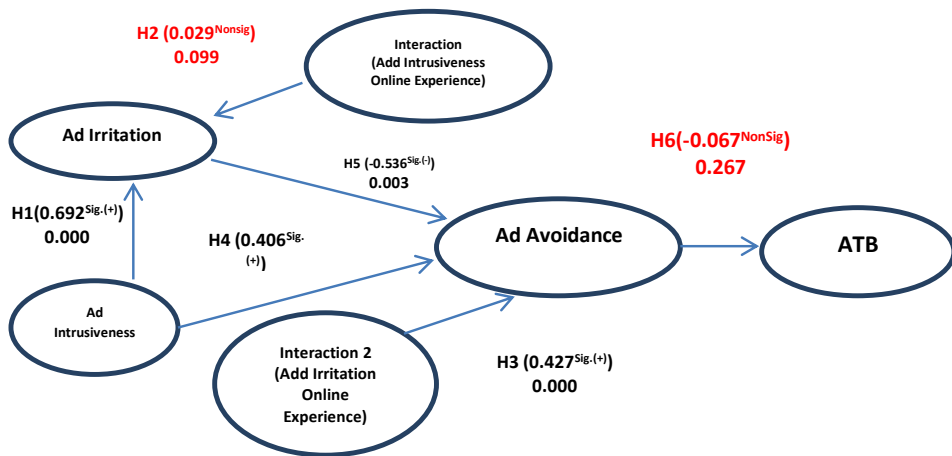 H2 (0.029Nonsig)
0.099
Interaction
(Add Intrusiveness
Online Experience)
Ad Irritation
H6(-0.067NonSig)
0.267
H5 (-0.536Sig.(-)
0.003
H1(0.692Sig.(+)
0.000
H4 (0.406Sig.
(+)
Ad Avoidance
ATB
Ad
Intrusiveness
Interaction 2
(Add Irritation
Online
Experience)
H3 (0.427Sig.(+)
0.000